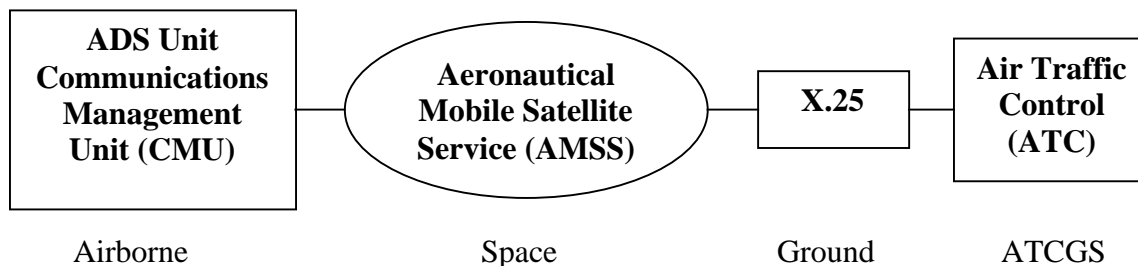 ADS Unit
Communications
Management
Unit (CMU)
Aeronautical
Mobile Satellite
Service (AMSS)
X.25
Air Traffic
Control
(ATC)
Airborne
Space
Ground
ATCGS